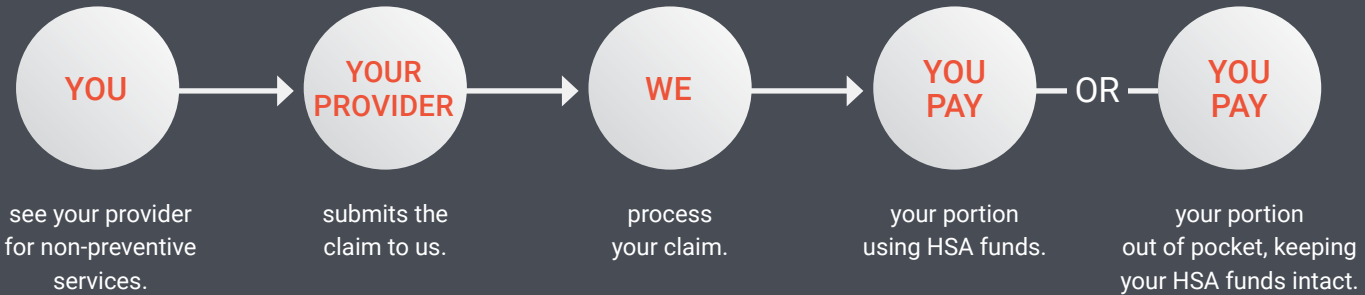 YOU
see your provider
for non-preventive
services.
YOUR
PROVIDER
submits the
claim to us.
WE
process
your claim.
YOU
PAY
your portion
using HSA funds.
OR
YOU
PAY
your portion
out of pocket, keeping
your HSA funds intact.